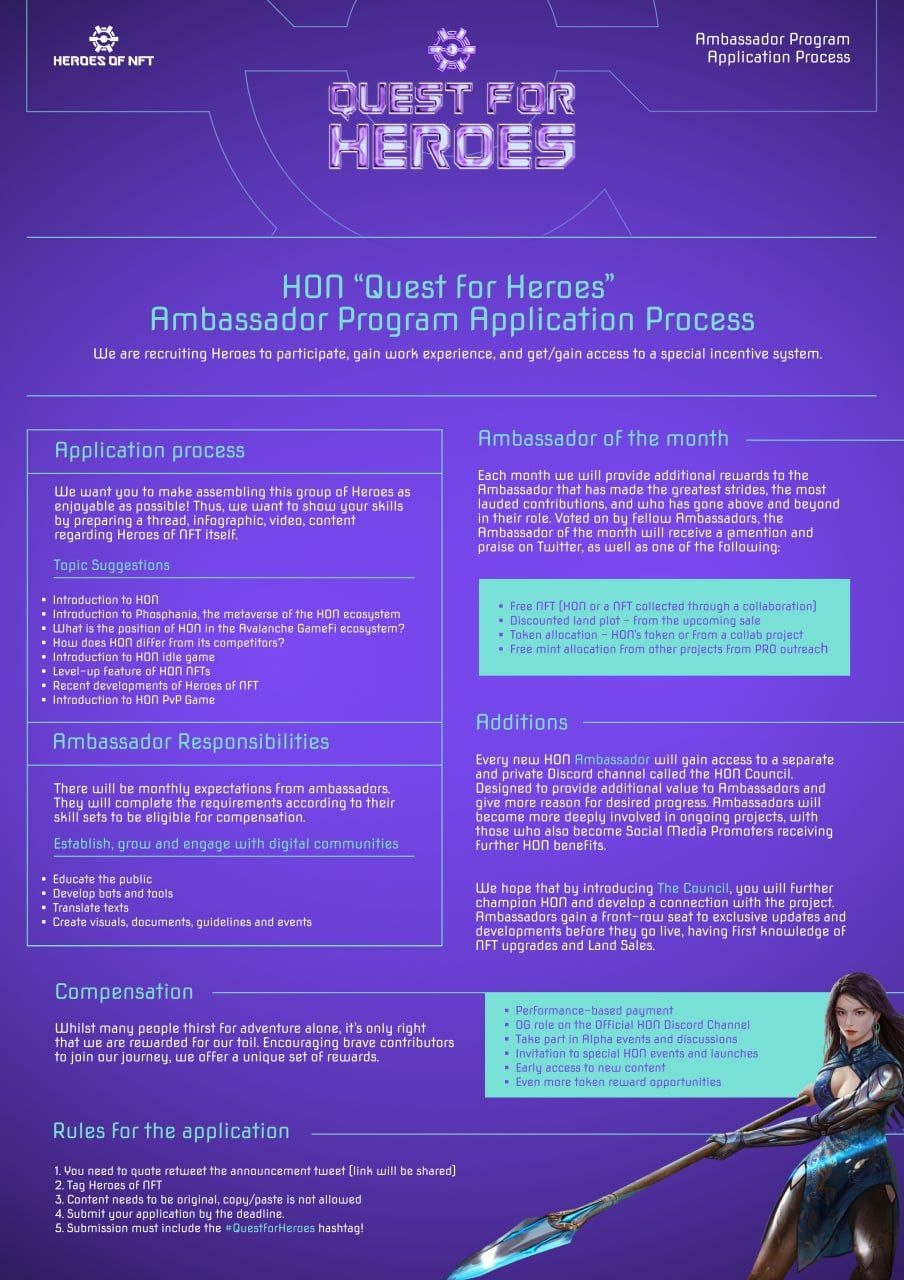 HEROES OF NFT
Ambassador Program
Application Process
QUEST FOR
HEROES
HON “Quest for Heroes”
Ambassador Program Application Process
We are recruiting Heroes to participate, gain work experience, and get/gain access to a special incentive system.
Application process
We want you to make assembling this group of Heroes as
enjoyable as possible! Thus, we want to show your skills
by preparing a thread, infographic, video, content
regarding Heroes of NFT itself.
Topic Suggestions
• Introduction to HON
• Introduction to Phosphania, the metaverse of the HON ecosystem
• What is the position of HON in the Avalanche GameFi ecosystem?
• How does HON differ from its competitors?
• Introduction to HON idle game
• Level-up feature of HON NFTs
• Recent developments of Heroes of NFT
• Introduction to HON PvP Game
Ambassador Responsibilities
There will be monthly expectations from ambassadors.
They will complete the requirements according to their
skill sets to be eligible for compensation.
Establish, grow and engage with digital communities
• Educate the public
• Develop bots and tools
• Translate texts
• Create visuals, documents, guidelines and events
Ambassador of the month
Each month we will provide additional rewards to the
Ambassador that has made the greatest strides, the most
lauded contributions, and who has gone above and beyond
in their role. Voted on by fellow Ambassadors, the
Ambassador of the month will receive a @mention and
praise on Twitter, as well as one of the following:
• Free NFT (HON or a NFT collected through a collaboration)
• Discounted land plot - from the upcoming sale
• Token allocation - HON's token or from a collab project
• Free mint allocation from other projects from PRO outreach
Additions
Every new HON Ambassador will gain access to a separate
and private Discord channel called the HON Council.
Designed to provide additional value to Ambassadors and
give more reason for desired progress. Ambassadors will
become more deeply involved in ongoing projects, with
those who also become Social Media Promoters receiving
further HON benefits.
We hope that by introducing The Council, you will further
champion HON and develop a connection with the project.
Ambassadors gain a front-row seat to exclusive updates and
developments before they go live, having first knowledge of
NFT upgrades and Land Sales.
Compensation
Whilst many people thirst for adventure alone, it's only right
that we are rewarded for our toil. Encouraging brave contributors
to join our journey, we offer a unique set of rewards.
• Performance-based payment
• OG role on the Official HON Discord Channel
• Take part in Alpha events and discussions
• Invitation to special HON events and launches
• Early access to new content
• Even more token reward opportunities
Rules for the application
1. You need to quote retweet the announcement tweet (link will be shared)
2. Tag Heroes of NFT
3. Content needs to be original, copy/paste is not allowed
4. Submit your application by the deadline.
5. Submission must include the #QuestforHeroes hashtag!